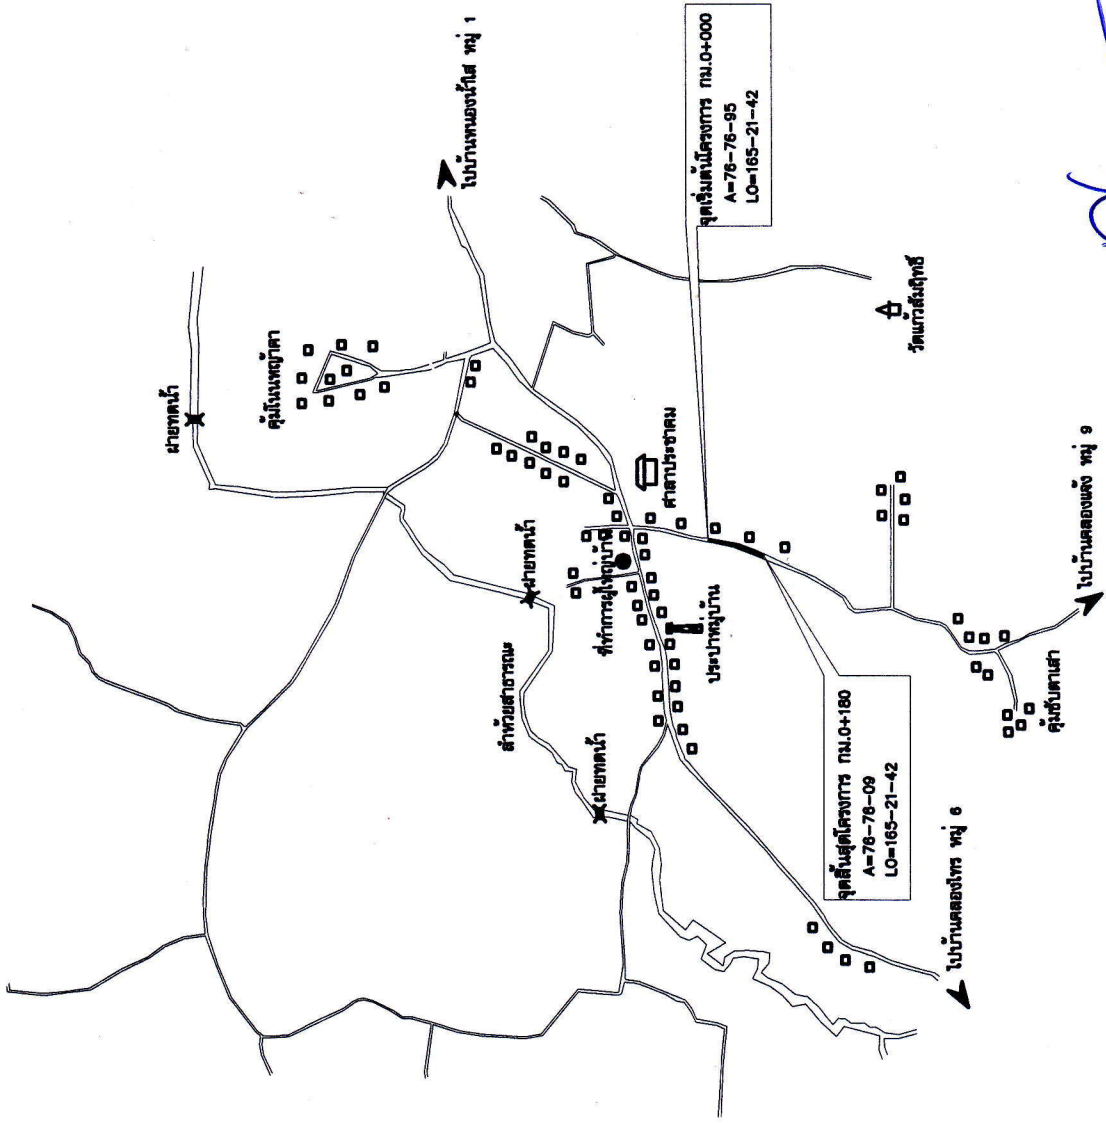 ไปบ้านหนองน้ำใส หมู่ 1
ฝายทดน้ำ
คุ้มโนนหญ้าคา
จุดเริ่มต้นโครงการ กม.0+000
A=76-76-95
LO=165-21-42
วัดแก้วสัมฤทธิ์
ศาลาประชาคม
ฝายทดน้ำ
ที่ทำการผู้ใหญ่บ้าน
ประปาหมู่บ้าน
ลำห้วยสาธารณะ
ฝายทดน้ำ
ไปบ้านคลองแจ้ง หมู่ 9
คุ้มซับตาเสา
จุดสิ้นสุดโครงการ กม.0+180
A=76-78-09
LO=165-21-42
ไปบ้านคลองไทร หมู่ 6